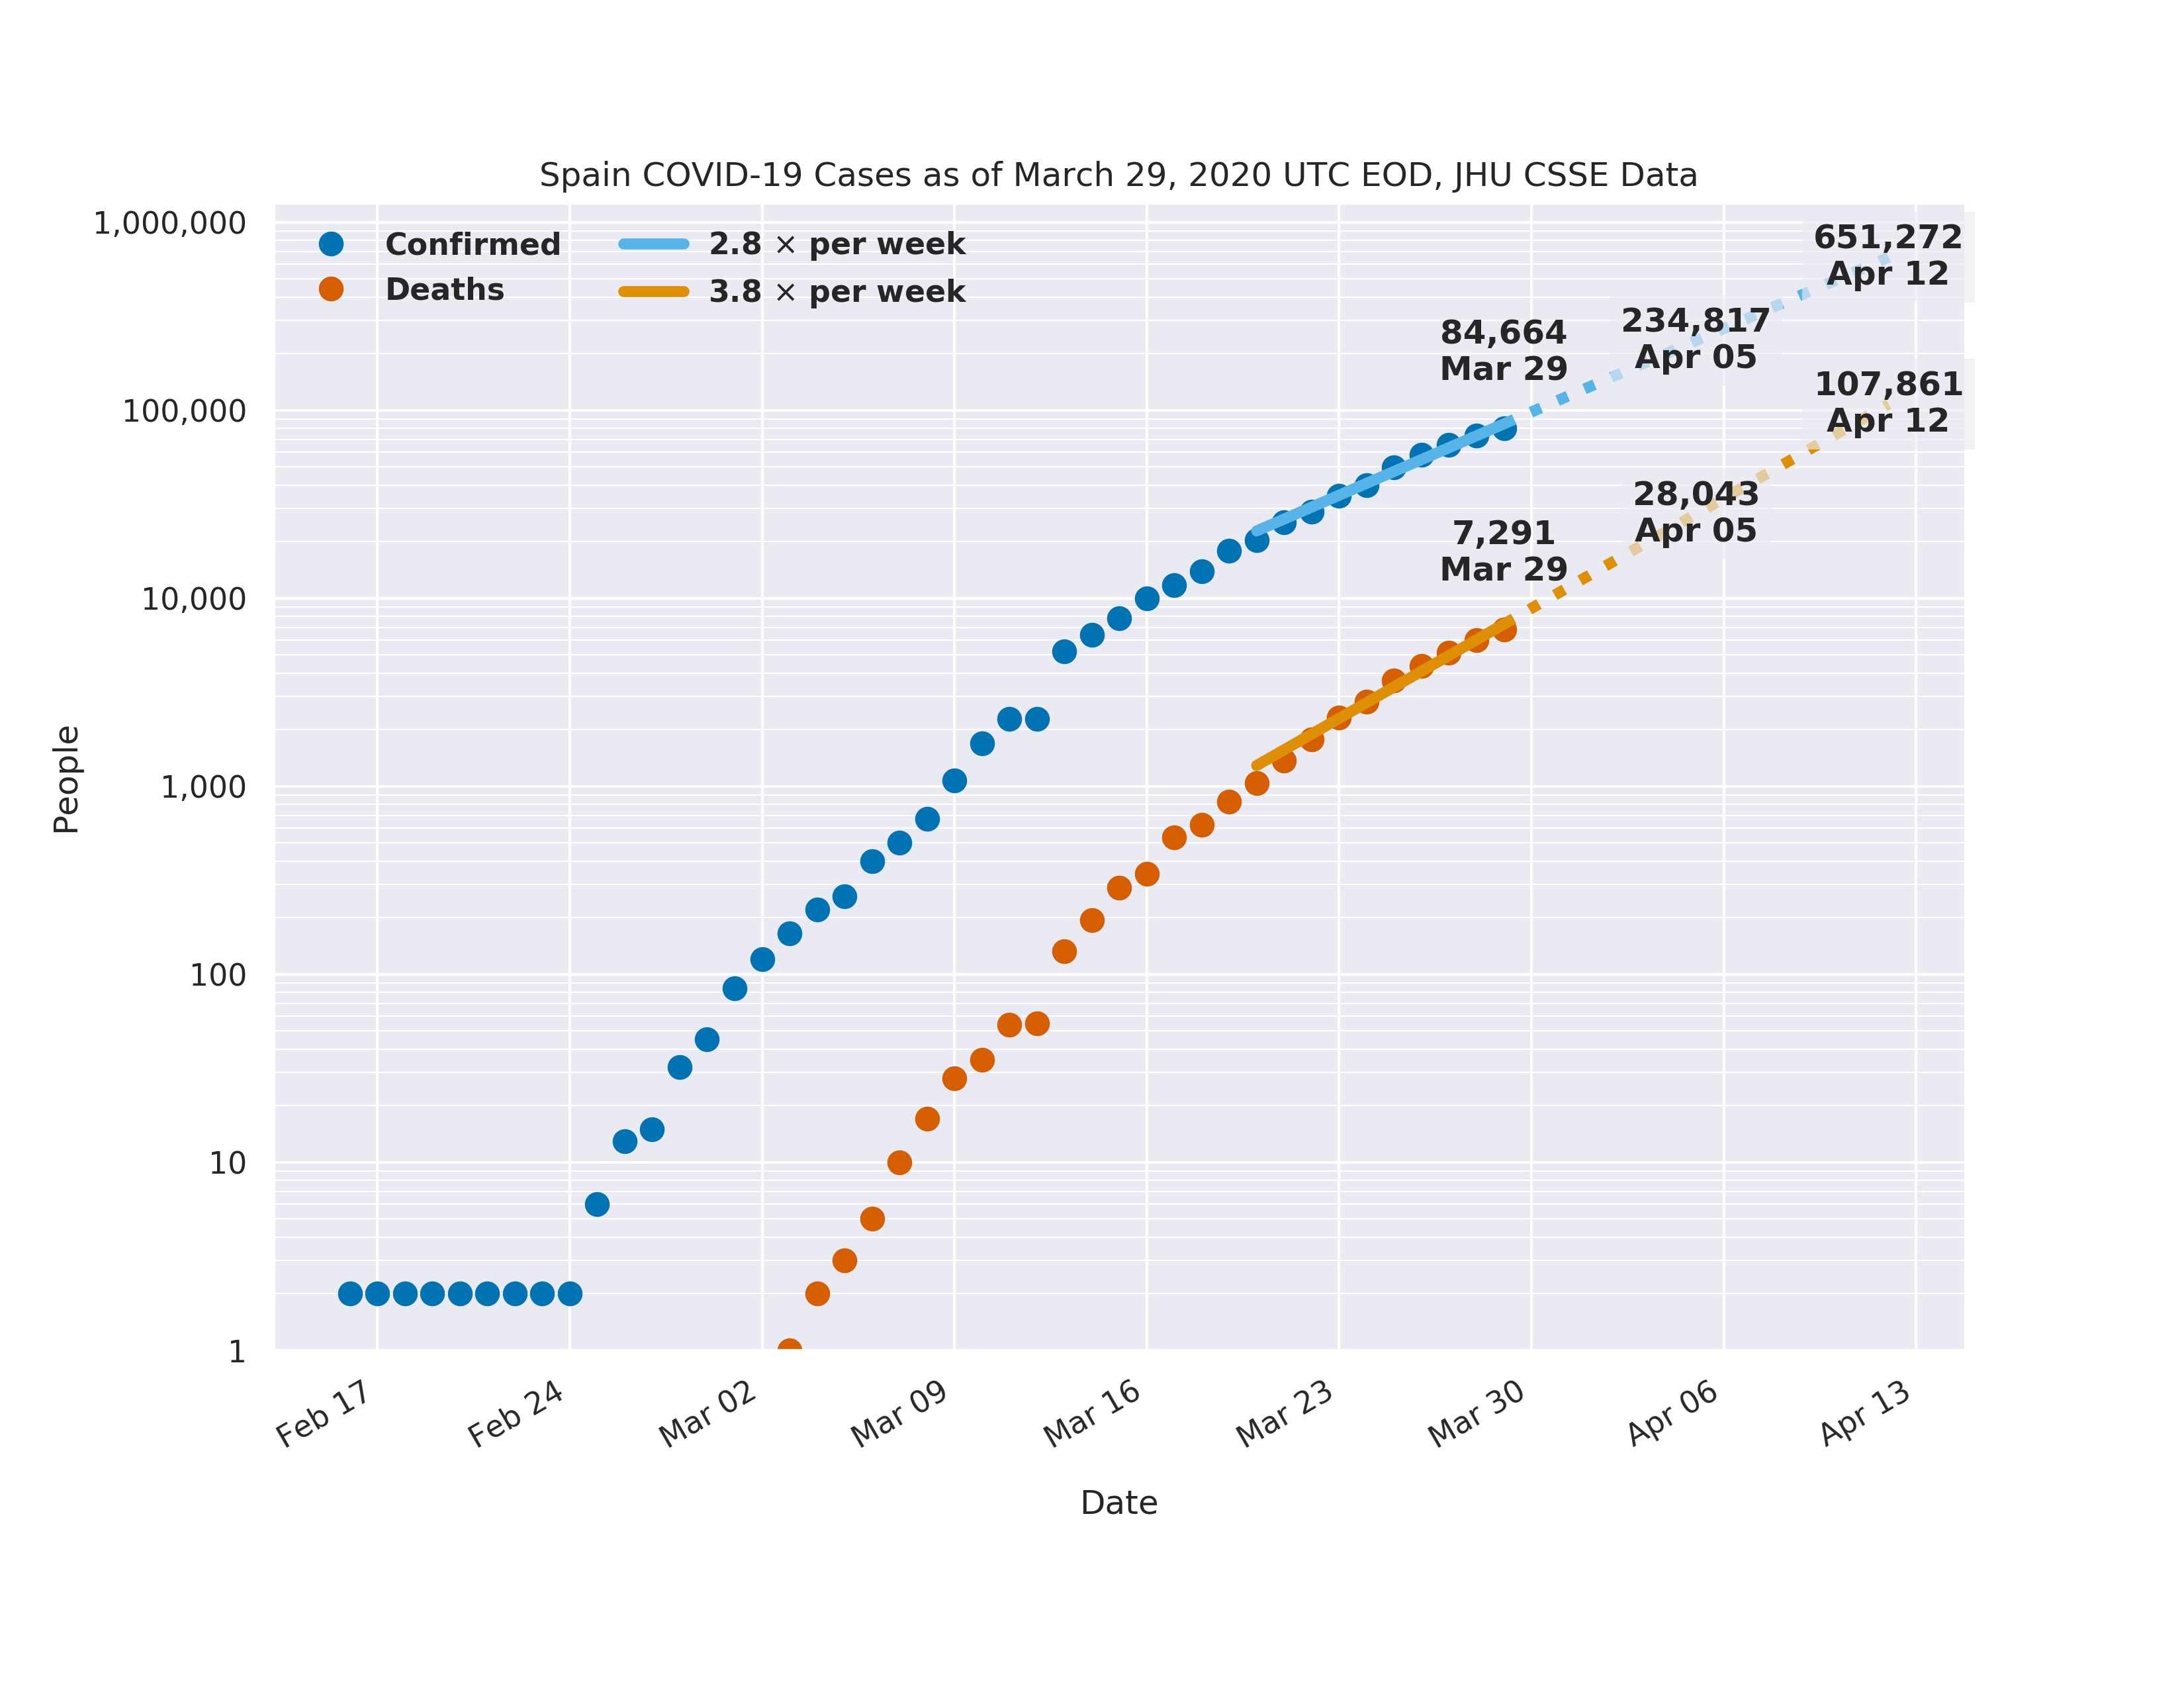 Spain COVID-19 Cases as of March 29, 2020 UTC EOD, JHU CSSE Data
Confirmed
Deaths
2.8 × per week
3.8 × per week
651,272
Apr 12
234,817
Apr 05
84,664
Mar 29
107,861
Apr 12
28,043
Apr 05
7,291
Mar 29
People
1,000,000
100,000
10,000
1,000
100
10
1
Feb 17
Feb 24
Mar 02
Mar 09
Mar 16
Mar 23
Mar 30
Apr 06
Apr 13
Date